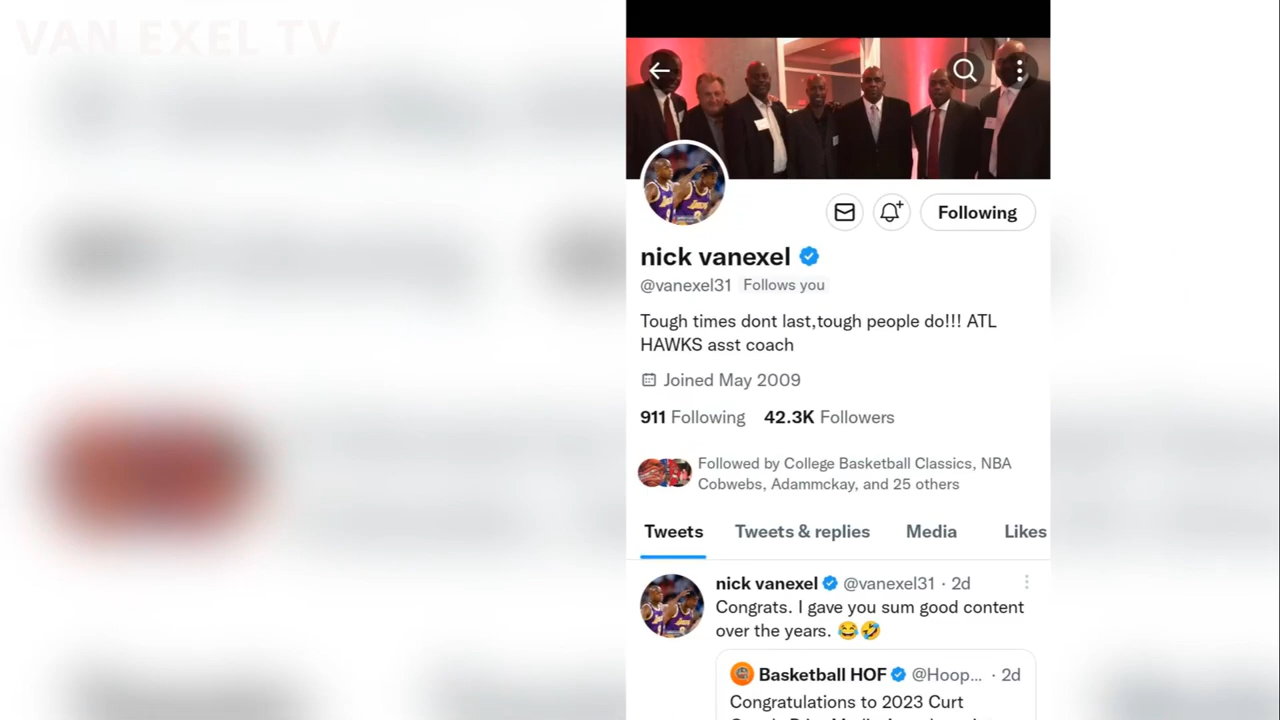 VAN EXEL TV
Following
nick vanexel
@vanexel31 Follows you
Tough times dont last,tough people do!!! ATL
HAWKS asst coach
Joined May 2009
911 Following 42.3K Followers
Followed by College Basketball Classics, NBA
Cobwebs, Adammckay, and 25 others
Tweets Tweets & replies Media Likes
nick vanexel @vanexel31 · 2d
Congrats. I gave you sum good content
over the years. 😂🤣
Basketball HOF @Hoop... · 2d
Congratulations to 2023 Curt